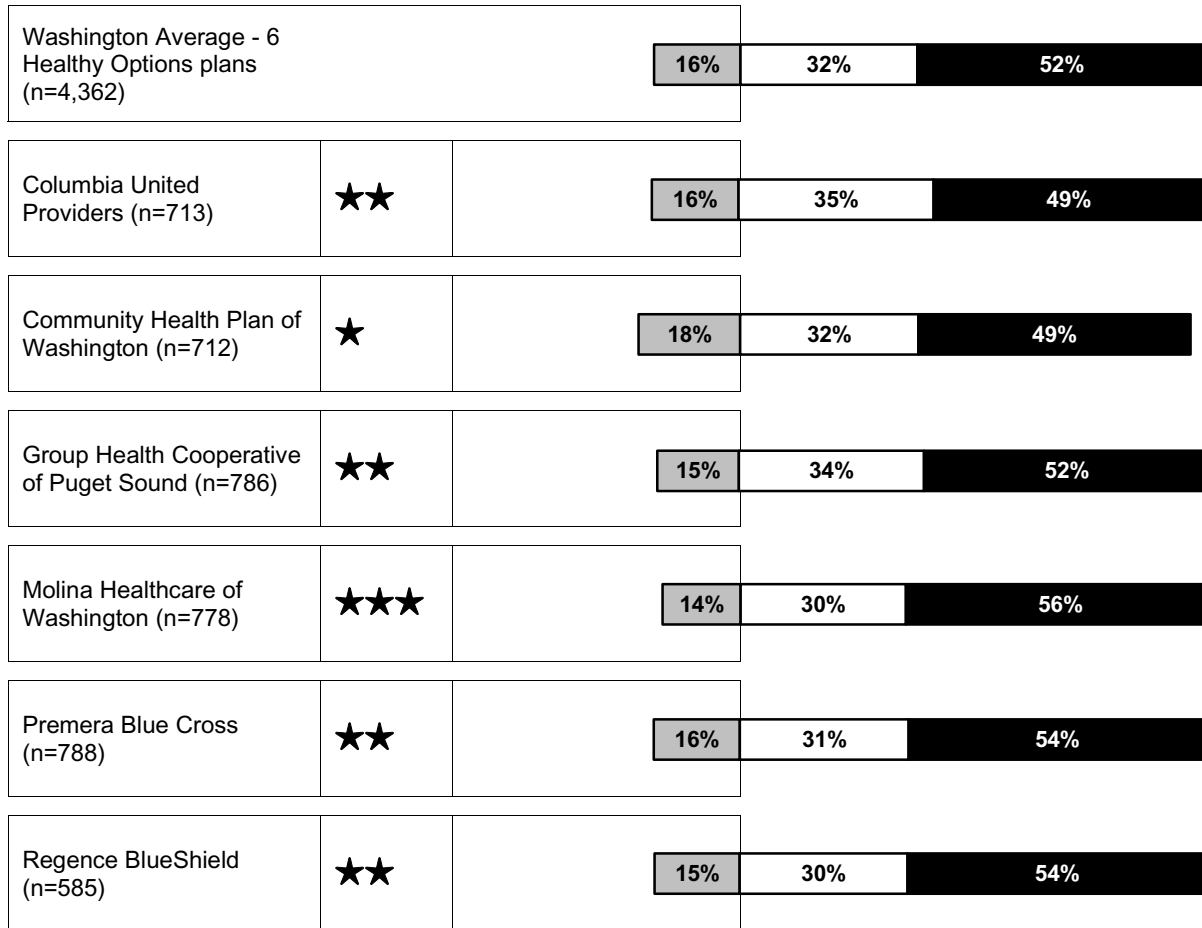 Washington Average - 6
Healthy Options plans
(n=4,362)
16% 32% 52%
Columbia United
Providers (n=713)
★★
16% 35% 49%
Community Health Plan of
Washington (n=712)
★
18% 32% 49%
Group Health Cooperative
of Puget Sound (n=786)
★★
15% 34% 52%
Molina Healthcare of
Washington (n=778)
★★★
14% 30% 56%
Premera Blue Cross
(n=788)
★★
16% 31% 54%
Regence BlueShield
(n=585)
★★
15% 30% 54%